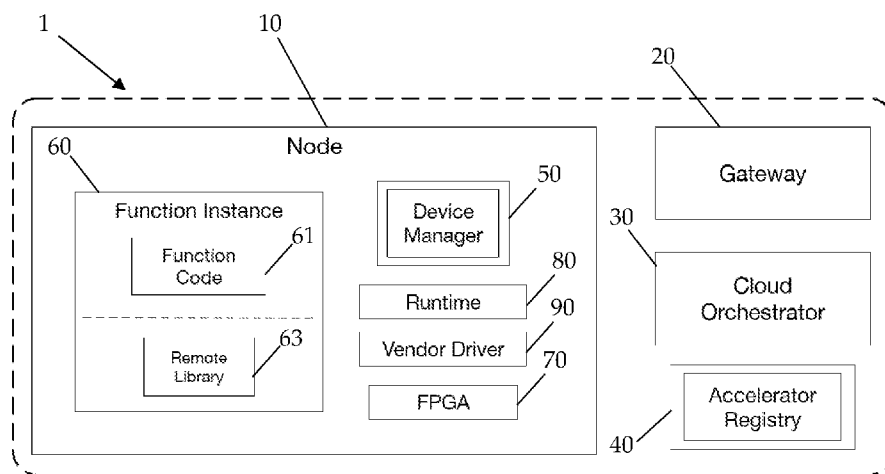 1
10
20
Node
60
Gateway
50
Function Instance
Device
Manager
61
Function
Code
30
Cloud
Orchestrator
80
Runtime
90
Vendor Driver
63
Remote
Library
70
FPGA
Accelerator
Registry
40